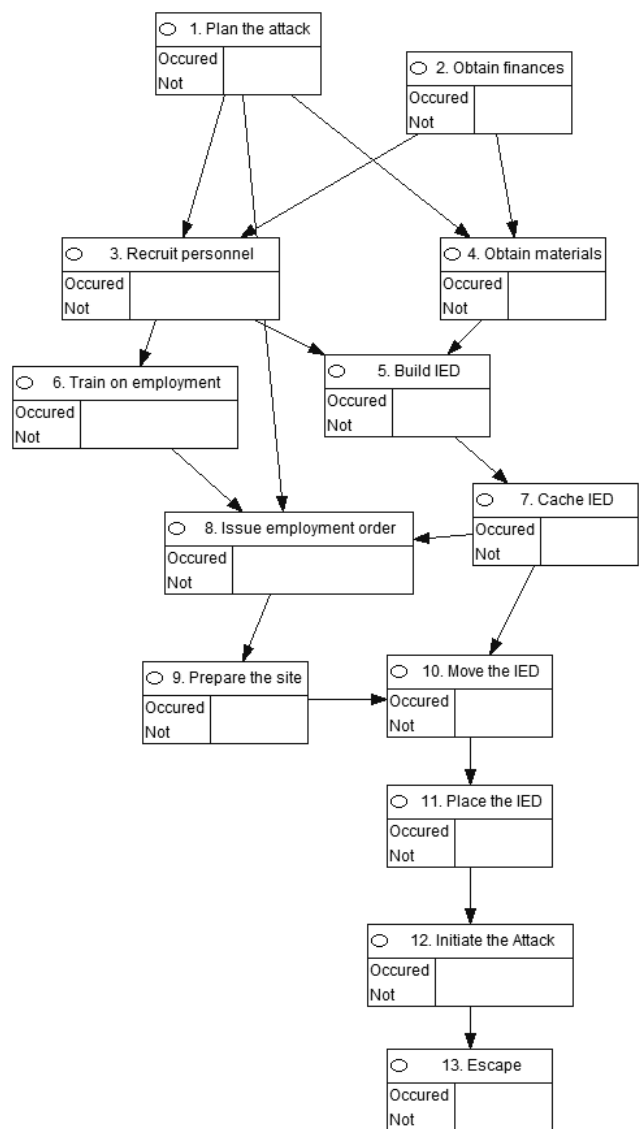 1. Plan the attack
Occured
Not
2. Obtain finances
Occured
Not
3. Recruit personnel
Occured
Not
4. Obtain materials
Occured
Not
5. Build IED
Occured
Not
6. Train on employment
Occured
Not
7. Cache IED
Occured
Not
8. Issue employment order
Occured
Not
9. Prepare the site
Occured
Not
10. Move the IED
Occured
Not
11. Place the IED
Occured
Not
12. Initiate the Attack
Occured
Not
13. Escape
Occured
Not